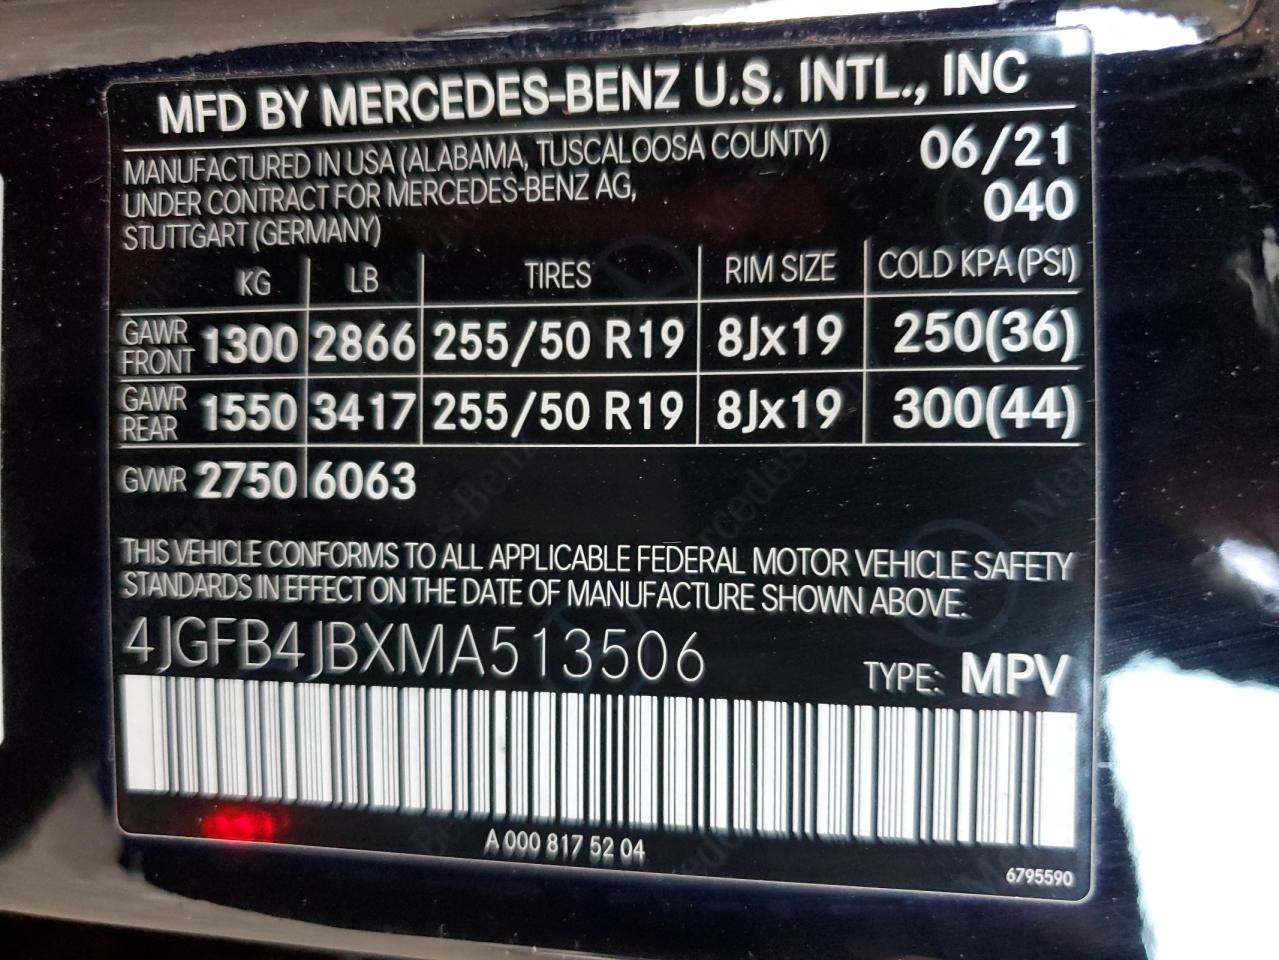 MFD BY MERCEDES-BENZ U.S. INTL., INC
MANUFACTURED IN USA (ALABAMA, TUSCALOOSA COUNTY) 06/21
UNDER CONTRACT FOR MERCEDES-BENZ AG, 040
STUTTGART (GERMANY)
KG LB TIRES RIM SIZE COLD KPA (PSI)
GAWR FRONT 1300 2866 255/50 R19 8Jx19 250(36)
GAWR REAR 1550 3417 255/50 R19 8Jx19 300(44)
GVWR 2750 6063
THIS VEHICLE CONFORMS TO ALL APPLICABLE FEDERAL MOTOR VEHICLE SAFETY
STANDARDS IN EFFECT ON THE DATE OF MANUFACTURE SHOWN ABOVE.
4JGFB4JBXMA513506 TYPE: MPV
A 000 817 52 04
6795590